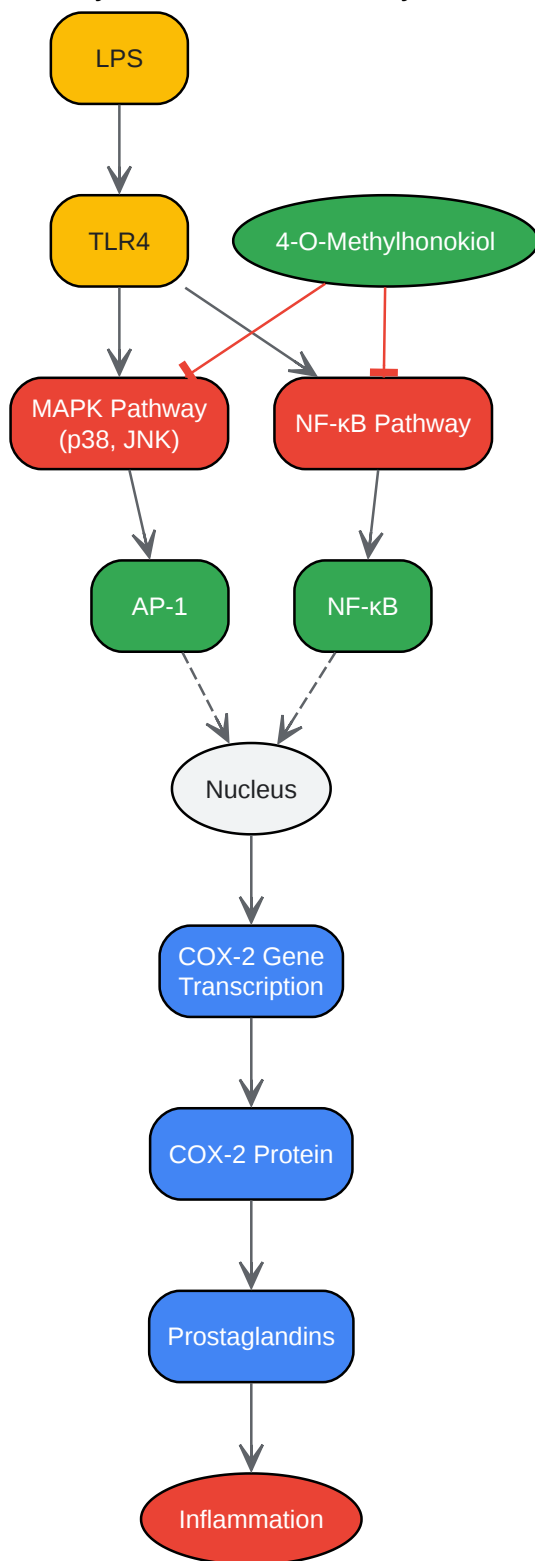 LPS
TLR4
4-O-Methylhonokiol
MAPK Pathway
(p38, JNK)
NF-κB Pathway
AP-1
NF-κB
Nucleus
COX-2 Gene
Transcription
COX-2 Protein
Prostaglandins
Inflammation